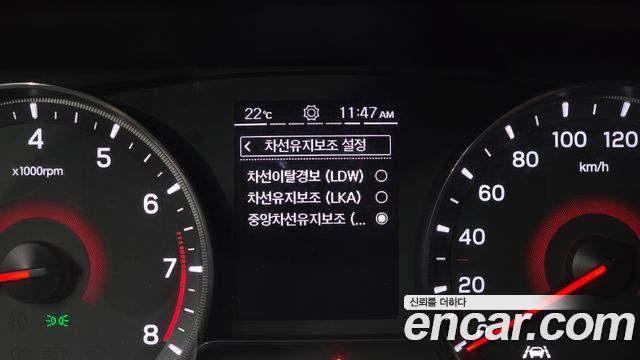 22℃ 11:47AM
< 차선유지보조 설정
차선이탈경보 (LDW)
차선유지보조 (LKA)
중앙차선유지보조 (...
4
5
6
7
8
x1000rpm
120
100
80
60
40
20
km/h
신뢰를 더하다
encar.com